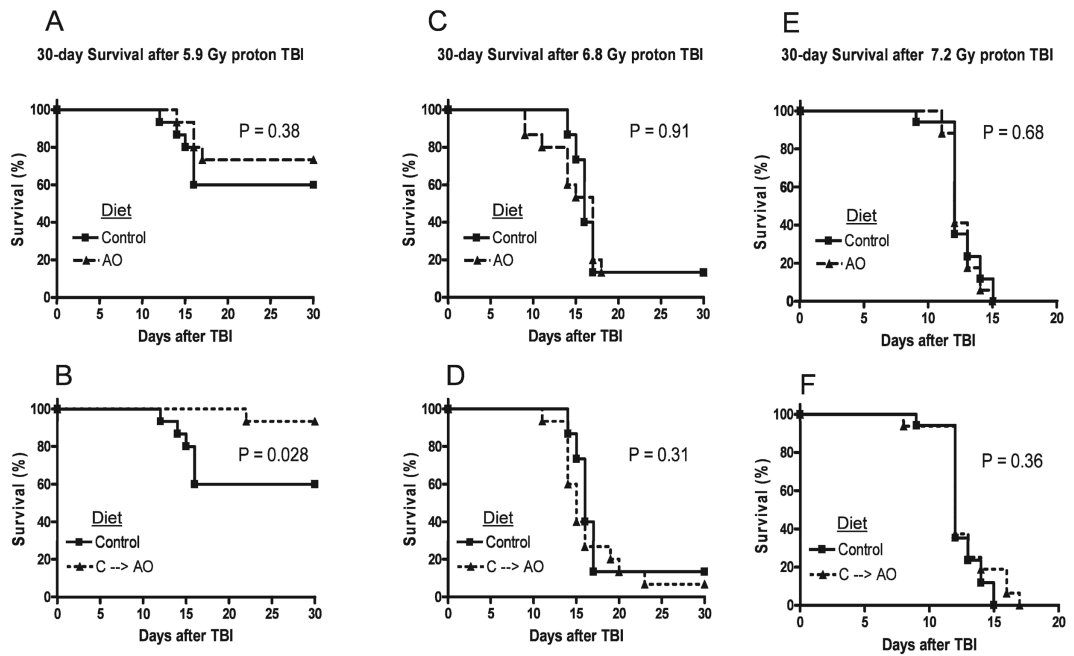 A
30-day Survival after 5.9 Gy proton TBI
100
80
60
40
20
0
Survival (%)
P = 0.38
Diet
Control
AO
0 5 10 15 20 25 30
Days after TBI
C
30-day Survival after 6.8 Gy proton TBI
100
80
60
40
20
0
Survival (%)
P = 0.91
Diet
Control
AO
0 5 10 15 20 25 30
Days after TBI
E
30-day Survival after 7.2 Gy proton TBI
100
80
60
40
20
0
Survival (%)
P = 0.68
Diet
Control
AO
0 5 10 15 20
Days after TBI
B
100
80
60
40
20
0
Survival (%)
P = 0.028
Diet
Control
C --> AO
0 5 10 15 20 25 30
Days after TBI
D
100
80
60
40
20
0
Survival (%)
P = 0.31
Diet
Control
C --> AO
0 5 10 15 20 25 30
Days after TBI
F
100
80
60
40
20
0
Survival (%)
P = 0.36
Diet
Control
C --> AO
0 5 10 15 20
Days after TBI